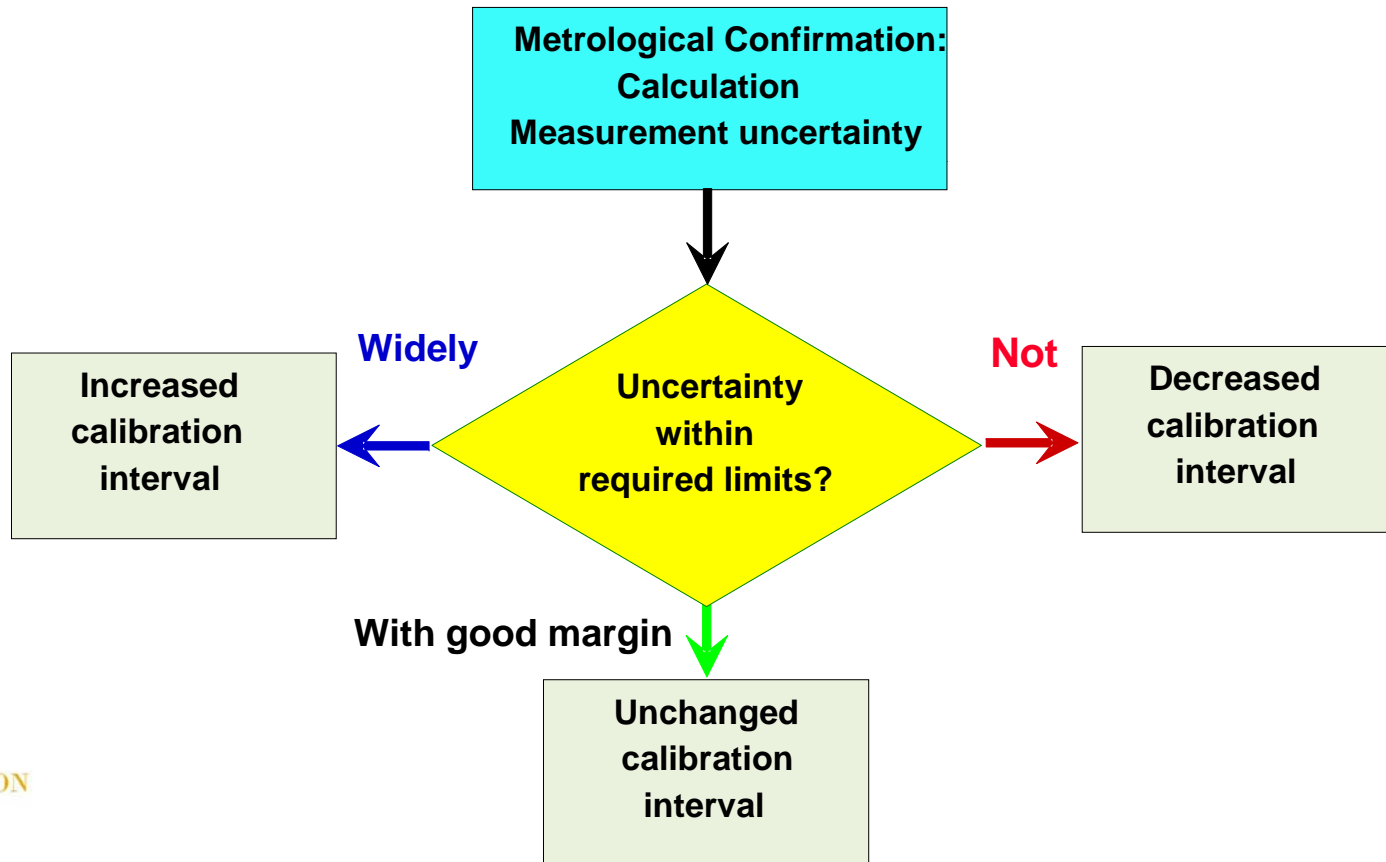 Metrological Confirmation:
Calculation
Measurement uncertainty
Widely
Not
Increased
calibration
interval
Uncertainty
within
required limits?
Decreased
calibration
interval
With good margin
Unchanged
calibration
interval
ON